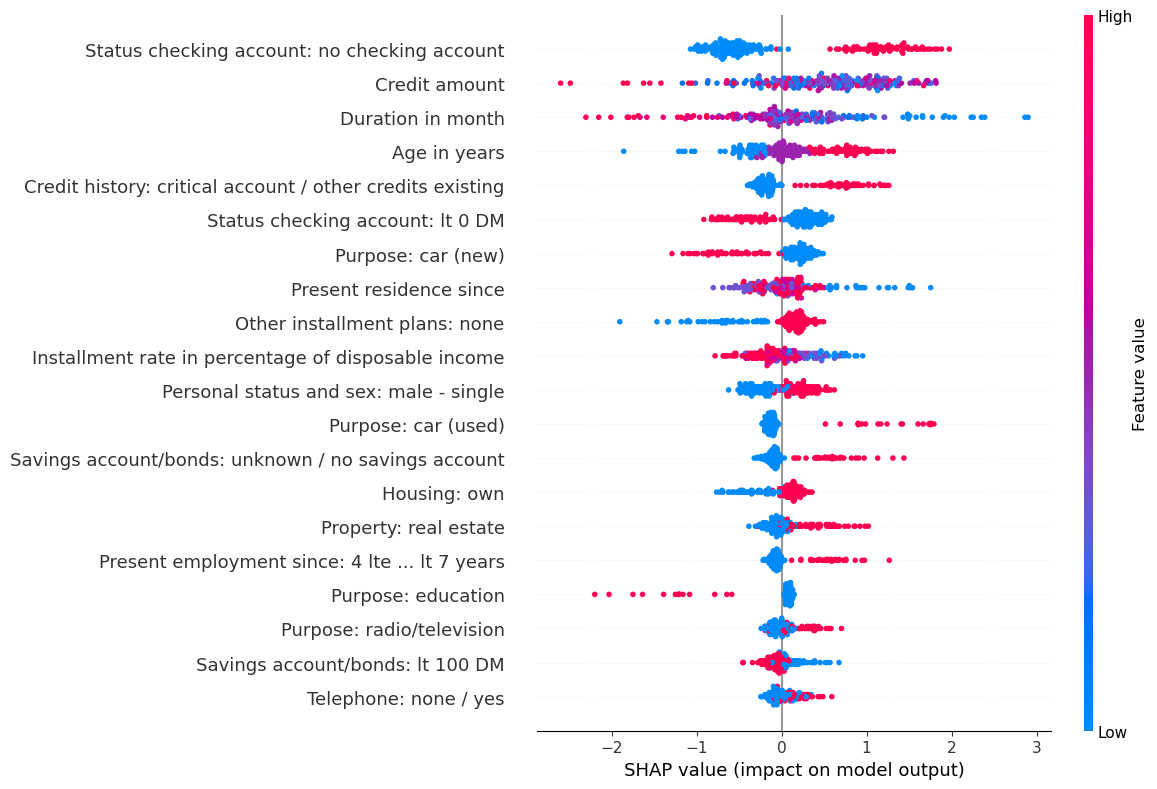 High
Status checking account: no checking account
Credit amount
Duration in month
Age in years
Credit history: critical account / other credits existing
Status checking account: lt 0 DM
Purpose: car (new)
Present residence since
Other installment plans: none
Installment rate in percentage of disposable income
Personal status and sex: male - single
Purpose: car (used)
Savings account/bonds: unknown / no savings account
Housing: own
Property: real estate
Present employment since: 4 lte ... lt 7 years
Purpose: education
Purpose: radio/television
Savings account/bonds: lt 100 DM
Telephone: none / yes
Feature value
Low
−2 −1 0 1 2 3
SHAP value (impact on model output)